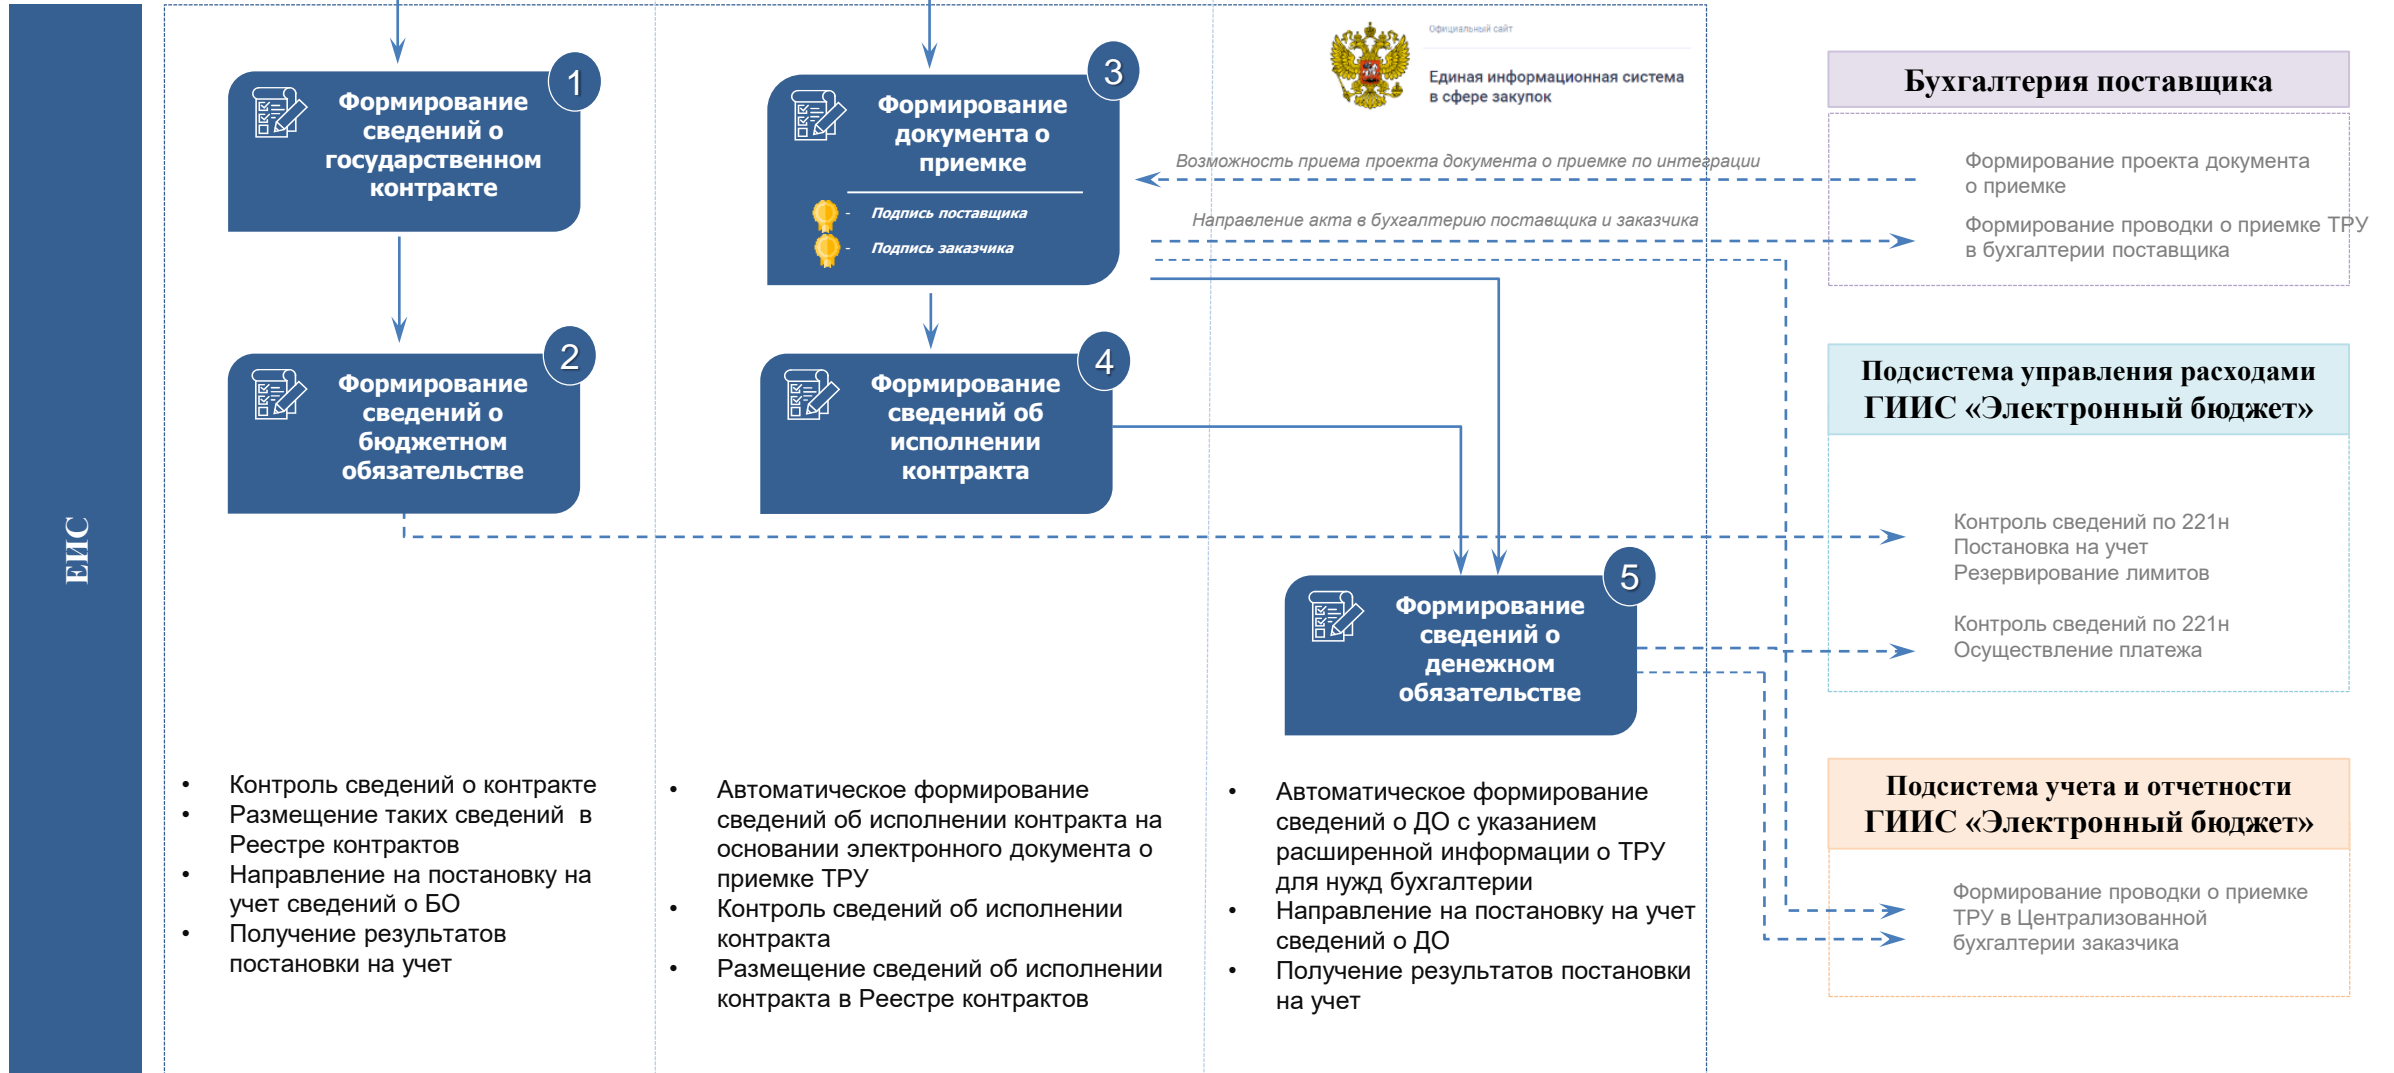 ЕИС
1
Формирование
сведений о
государственном
контракте
2
Формирование
сведений о
бюджетном
обязательстве
• Контроль сведений о контракте
• Размещение таких сведений в
Реестре контрактов
• Направление на постановку на
учет сведений о БО
• Получение результатов
постановки на учет
3
Формирование
документа о
приемке
- Подпись поставщика
- Подпись заказчика
4
Формирование
сведений об
исполнении
контракта
• Автоматическое формирование
сведений об исполнении контракта на
основании электронного документа о
приемке ТРУ
• Контроль сведений об исполнении
контракта
• Размещение сведений об исполнении
контракта в Реестре контрактов
Официальный сайт
Единая информационная система
в сфере закупок
Возможность приема проекта документа о приемке по интеграции
Направление акта в бухгалтерию поставщика и заказчика
5
Формирование
сведений о
денежном
обязательстве
• Автоматическое формирование
сведений о ДО с указанием
расширенной информации о ТРУ
для нужд бухгалтерии
• Направление на постановку на учет
сведений о ДО
• Получение результатов постановки
на учет
Бухгалтерия поставщика
Формирование проекта документа
о приемке
Формирование проводки о приемке ТРУ
в бухгалтерии поставщика
Подсистема управления расходами
ГИИС «Электронный бюджет»
Контроль сведений по 221н
Постановка на учет
Резервирование лимитов
Контроль сведений по 221н
Осуществление платежа
Подсистема учета и отчетности
ГИИС «Электронный бюджет»
Формирование проводки о приемке
ТРУ в Централизованной
бухгалтерии заказчика